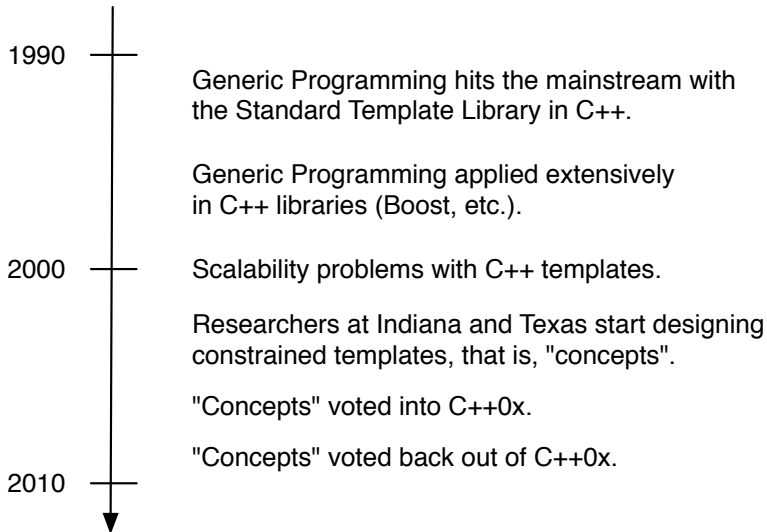 1990
Generic Programming hits the mainstream with
the Standard Template Library in C++.
Generic Programming applied extensively
in C++ libraries (Boost, etc.).
2000
Scalability problems with C++ templates.
Researchers at Indiana and Texas start designing
constrained templates, that is, "concepts".
"Concepts" voted into C++0x.
"Concepts" voted back out of C++0x.
2010